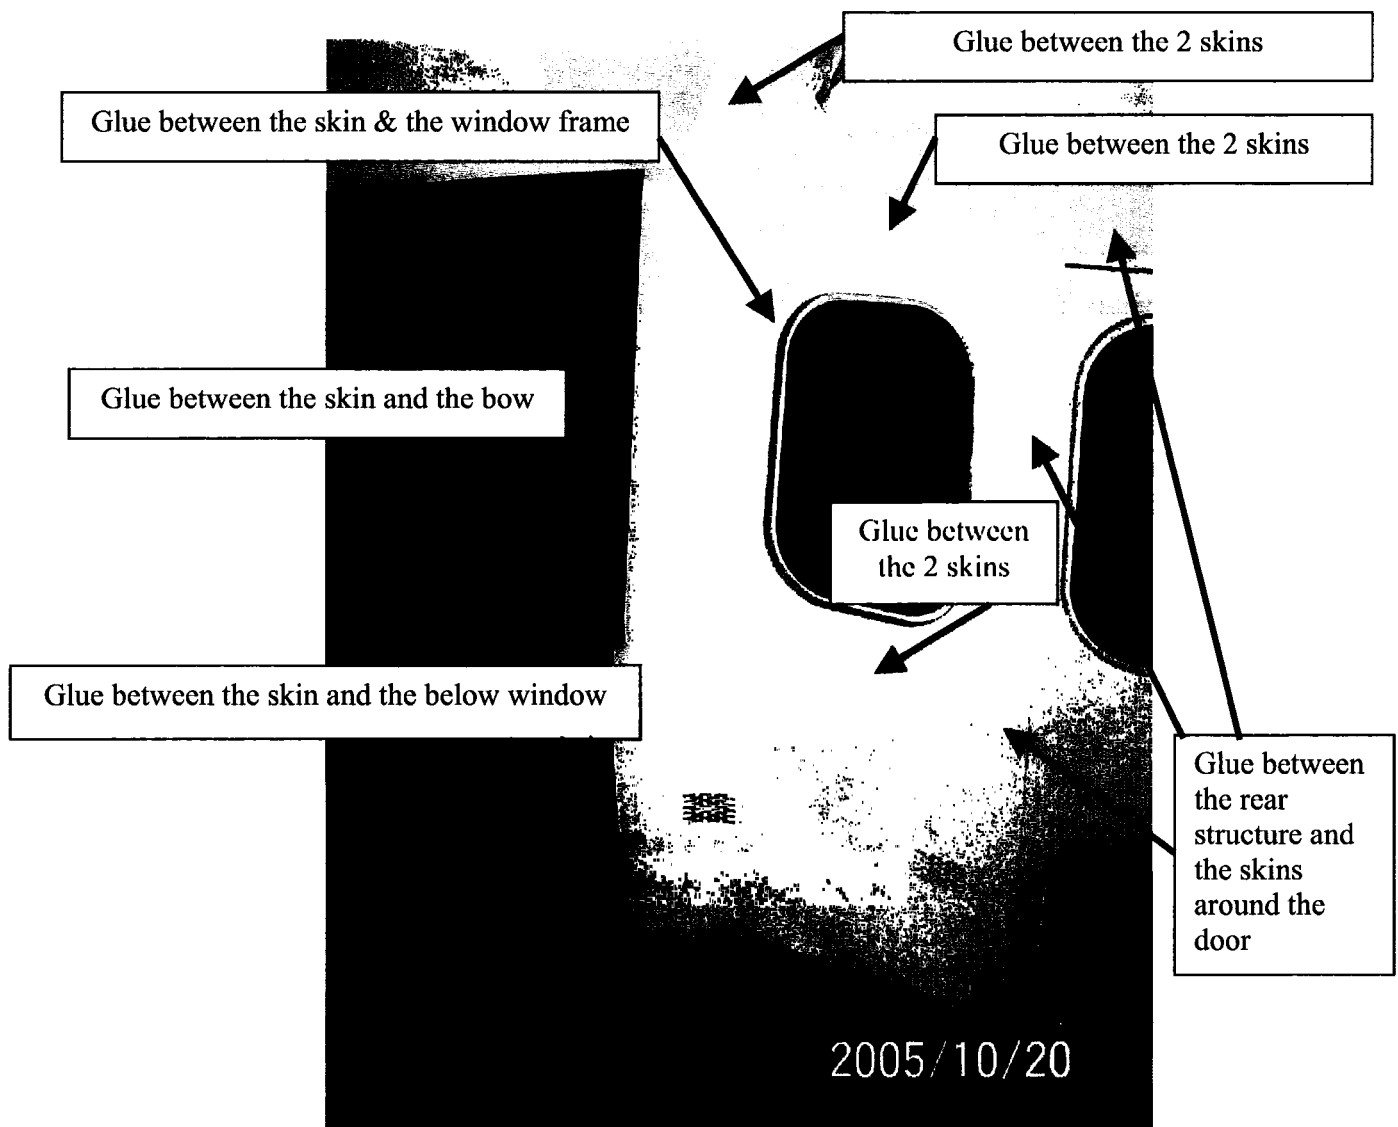 Glue between the 2 skins
Glue between the skin & the window frame
Glue between the 2 skins
Glue between the skin and the bow
Glue between
the 2 skins
Glue between the skin and the below window
Glue between
the rear
structure and
the skins
around the
door
2005/10/20